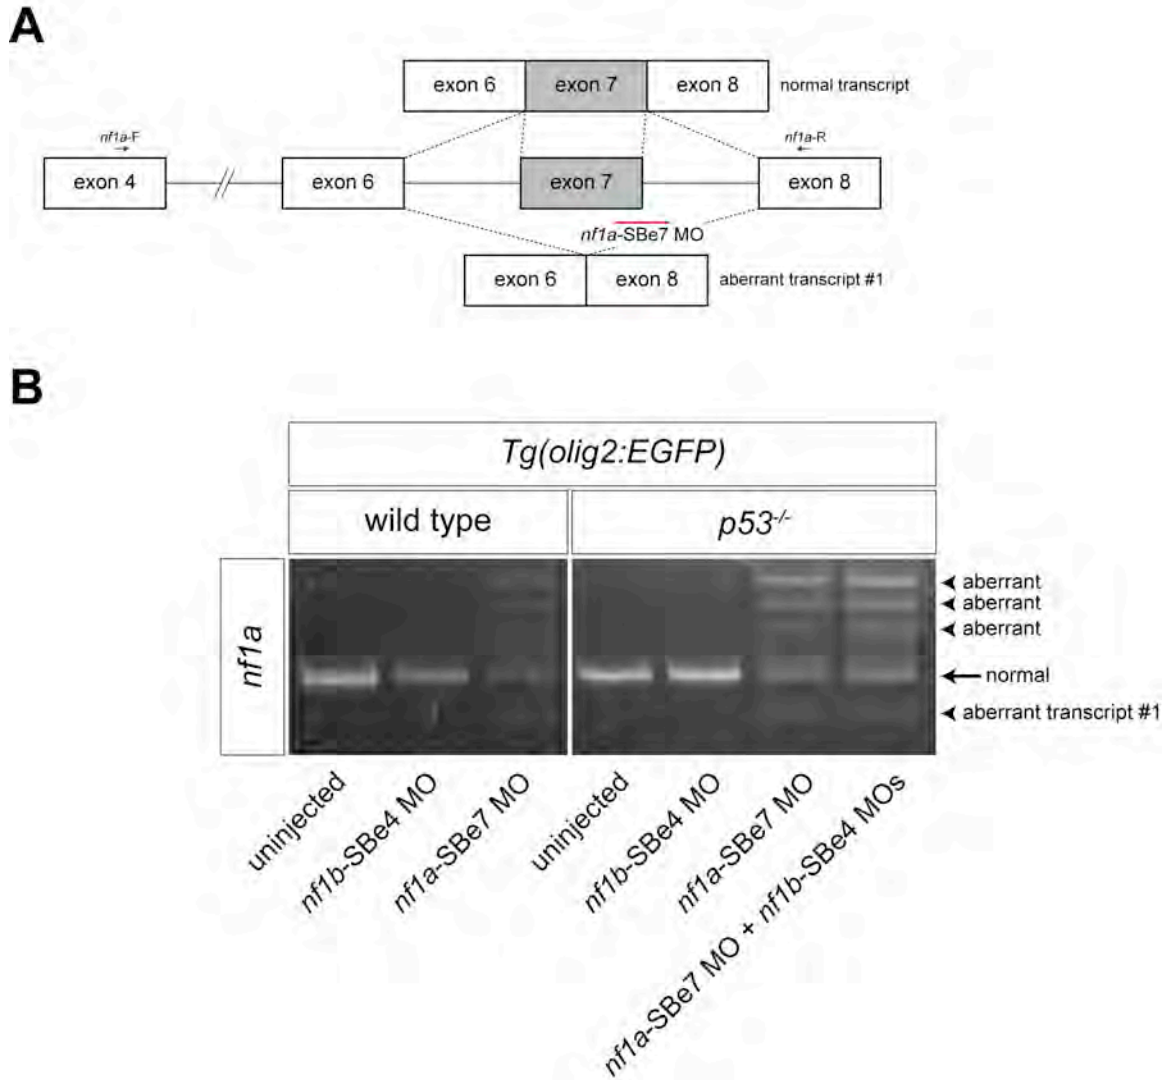 A
exon 6 exon 7 exon 8 normal transcript
nf1a-F nf1a-R
exon 4 exon 6 exon 7 exon 8
nf1a-SBe7 MO
exon 6 exon 8 aberrant transcript #1
B
Tg(olig2:EGFP)
wild type p53-/-
nf1a
aberrant
aberrant
aberrant
normal
aberrant transcript #1
uninjected
nf1b-SBe4 MO
nf1a-SBe7 MO
uninjected
nf1b-SBe4 MO
nf1a-SBe7 MO
nf1a-SBe7 MO + nf1b-SBe4 MOs